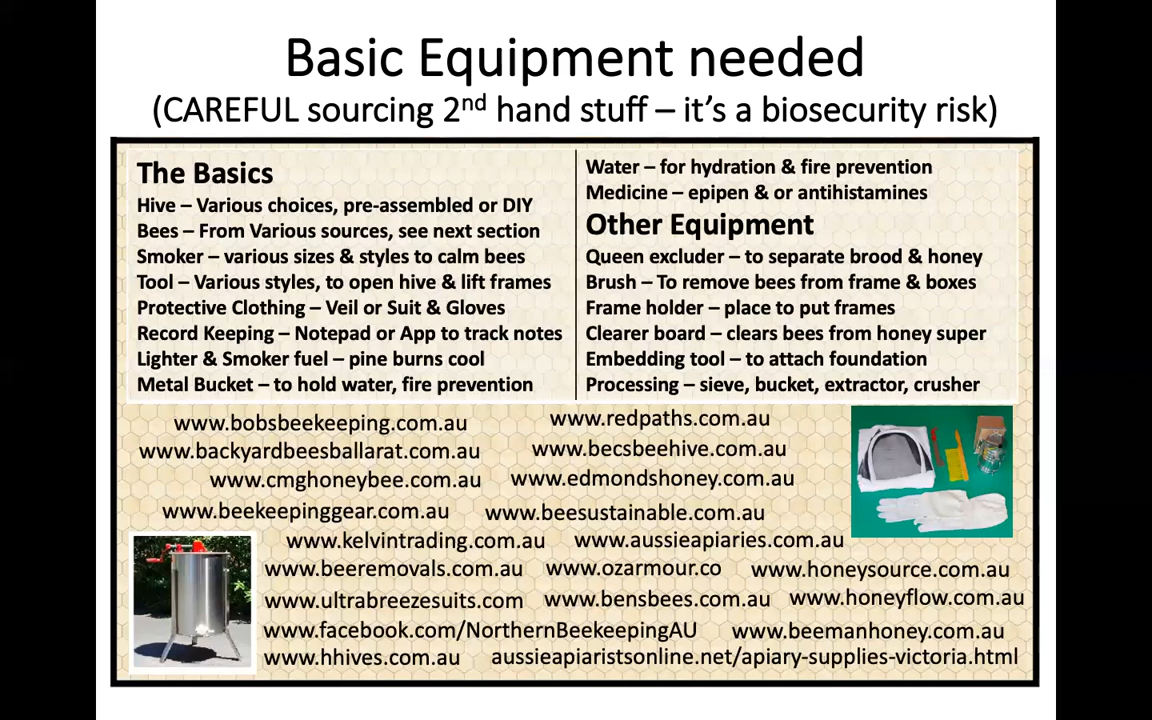 Basic Equipment needed
(CAREFUL sourcing 2nd hand stuff – it's a biosecurity risk)
The Basics
Hive – Various choices, pre-assembled or DIY
Bees – From Various sources, see next section
Smoker – various sizes & styles to calm bees
Tool – Various styles, to open hive & lift frames
Protective Clothing – Veil or Suit & Gloves
Record Keeping – Notepad or App to track notes
Lighter & Smoker fuel – pine burns cool
Metal Bucket – to hold water, fire prevention
Water – for hydration & fire prevention
Medicine – epipen & or antihistamines
Other Equipment
Queen excluder – to separate brood & honey
Brush – To remove bees from frame & boxes
Frame holder – place to put frames
Clearer board – clears bees from honey super
Embedding tool – to attach foundation
Processing – sieve, bucket, extractor, crusher
www.bobsbeekeeping.com.au
www.redpaths.com.au
www.backyardbeesballarat.com.au
www.becsbeehive.com.au
www.cmghoneybee.com.au
www.edmondshoney.com.au
www.beekeepinggear.com.au
www.beesustainable.com.au
www.kelvintrading.com.au
www.aussieapiaries.com.au
www.beeremovals.com.au
www.ozarmour.co
www.honeysource.com.au
www.ultrabreezesuits.com
www.bensbees.com.au
www.honeyflow.com.au
www.facebook.com/NorthernBeekeepingAU
www.beemanhoney.com.au
www.hhives.com.au
aussieapiaristsonline.net/apiary-supplies-victoria.html